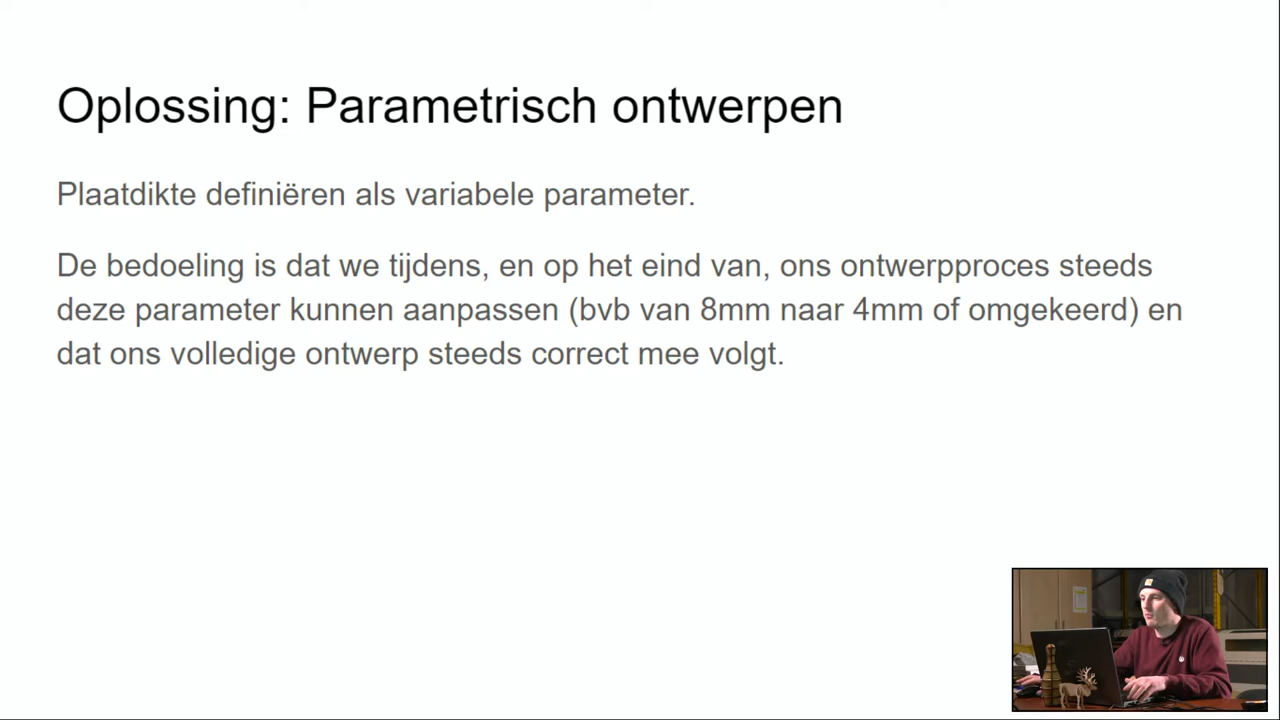 Oplossing: Parametrisch ontwerpen
Plaatdikte definiëren als variabele parameter.
De bedoeling is dat we tijdens, en op het eind van, ons ontwerpproces steeds
deze parameter kunnen aanpassen (bvb van 8mm naar 4mm of omgekeerd) en
dat ons volledige ontwerp steeds correct mee volgt.